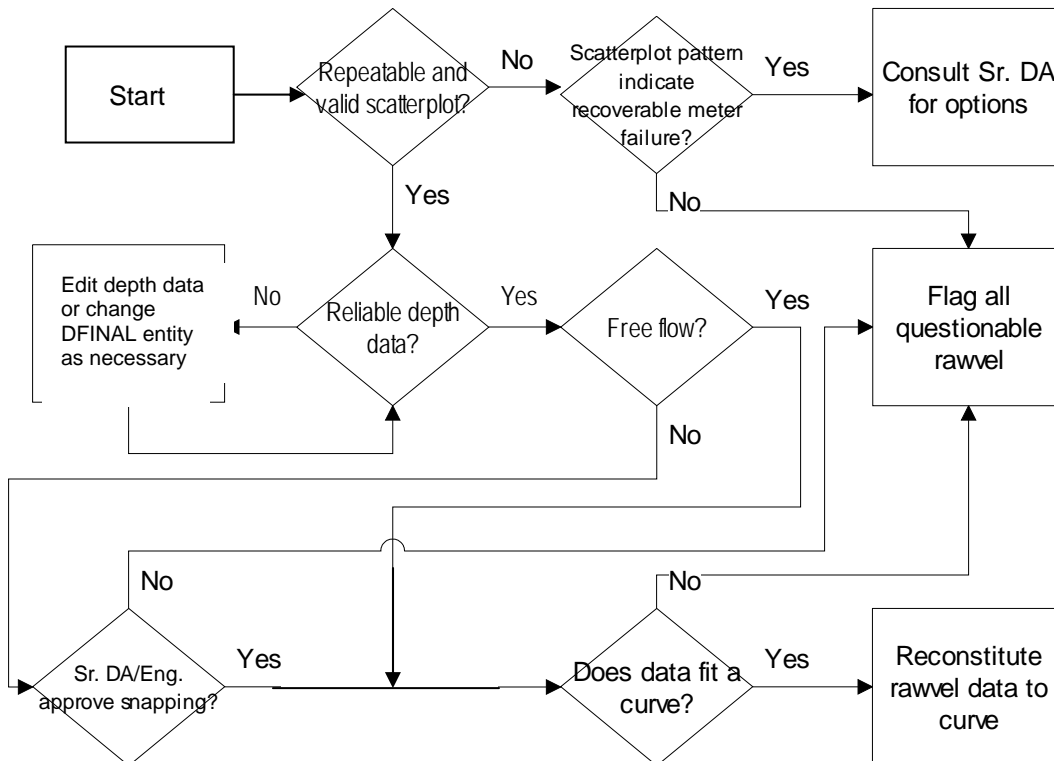 Start
Repeatable and
valid scatterplot?
No
Scatterplot pattern
indicate
recoverable meter
failure?
Yes
Consult Sr. DA
for options
Yes
No
Edit depth data
or change
DFINAL entity
as necessary
No
Reliable depth
data?
Yes
Free flow?
Yes
Flag all
questionable
rawvel
No
No
No
Sr. DA/Eng.
approve snapping?
Yes
Does data fit a
curve?
Yes
Reconstitute
rawvel data to
curve